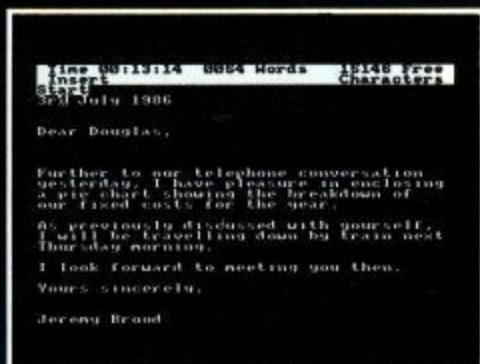 Time 00:13:14 0054 Words 15146 Free
Insert Characters
Start
3rd July 1986
Dear Douglas,
Further to our telephone conversation
yesterday, I have pleasure in enclosing
a pie chart showing the breakdown of
our fixed costs for the year.
As previously discussed with yourself,
I will be travelling down by train next
Thursday morning.
I look forward to meeting you then.
Yours sincerely,
Jeremy Brood